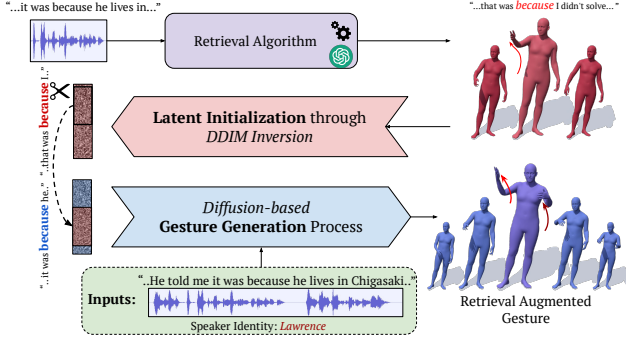 "...it was because he lives in..."
Retrieval Algorithm
"...that was because I didn't solve..."
"..that was because I.."
Latent Initialization through
DDIM Inversion
"...it was because he.."
Diffusion-based
Gesture Generation Process
Inputs:
"..He told me it was because he lives in Chigasaki.."
Speaker Identity: Lawrence
Retrieval Augmented
Gesture